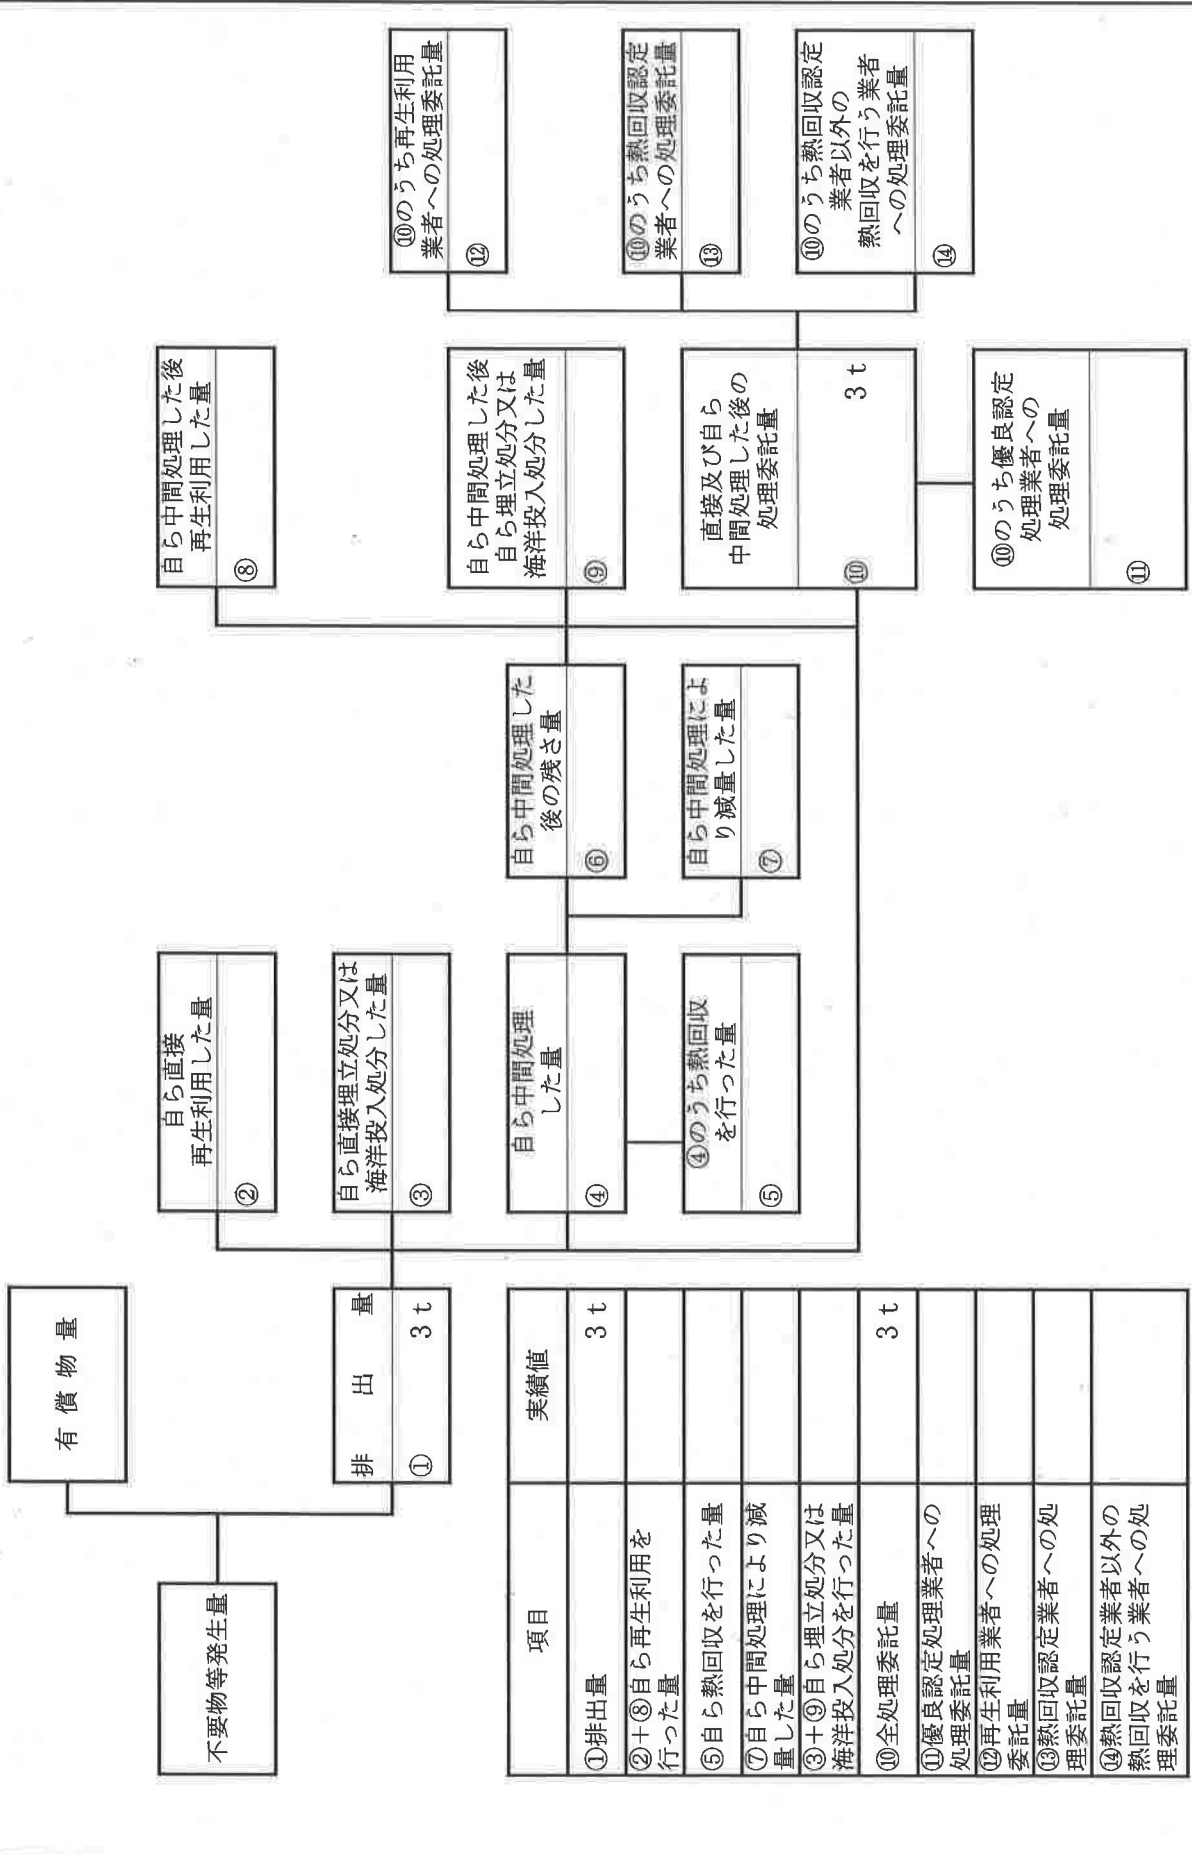 不要物等発生量
有償物量
排出量
① 3t
自ら直接
再生利用した量
②
自ら直接埋立処分又は
海洋投入処分した量
③
自ら中間処理
した量
④
④のうち熱回収
を行った量
⑤
自ら中間処理した
後の残さ量
⑥
自ら中間処理によ
り減量した量
⑦
自ら中間処理した後
再生利用した量
⑧
自ら中間処理した後
自ら埋立処分又は
海洋投入処分した量
⑨
直接及び自ら
中間処理した後の
処理委託量
⑩ 3t
⑩のうち優良認定
処理業者への
処理委託量
⑪
⑩のうち再生利用
業者への処理委託量
⑫
⑩のうち熱回収認定
業者への処理委託量
⑬
⑩のうち熱回収認定
業者以外の
熱回収を行う業者
への処理委託量
⑭
項目 実績値
①排出量 3t
②+⑧自ら再生利用を
行った量
⑤自ら熱回収を行った量
⑦自ら中間処理により減
量した量
③+⑨自ら埋立処分又は
海洋投入処分を行った量
⑩全処理委託量 3t
⑪優良認定処理業者への
処理委託量
⑫再生利用業者への処理
委託量
⑬熱回収認定業者への処
理委託量
⑭熱回収認定業者以外の
熱回収を行う業者への処
理委託量